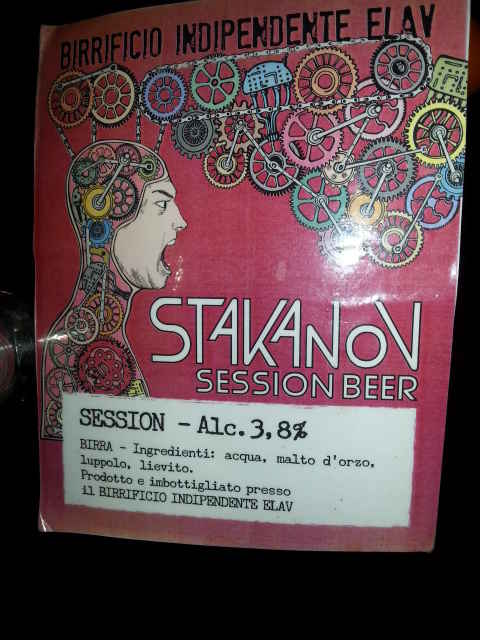 BIRRIFICIO INDIPENDENTE ELAV
STAKANOV
SESSION BEER
SESSION - Alc. 3,8%
BIRRA - Ingredienti: acqua, malto d'orzo,
luppolo, lievito.
Prodotto e imbottigliato presso
il BIRRIFICIO INDIPENDENTE ELAV